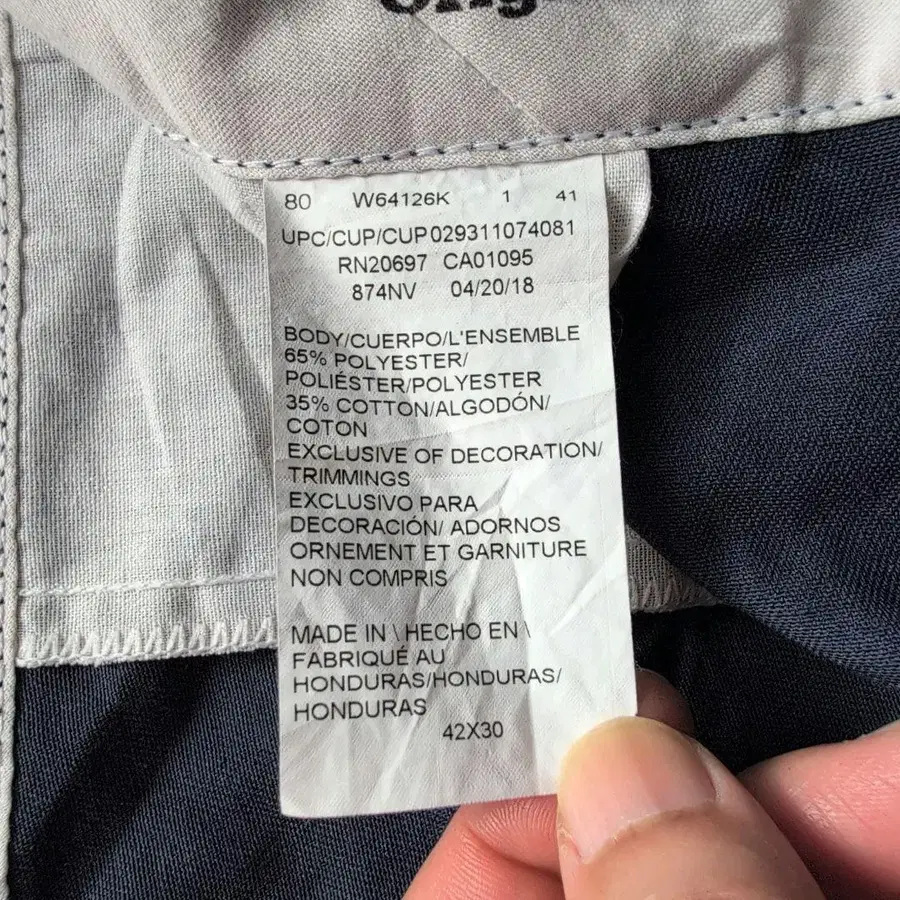 80 W64126K 1 41
UPC/CUP/CUP 029311074081
RN20697 CA01095
874NV 04/20/18
BODY/CUERPO/L'ENSEMBLE
65% POLYESTER/
POLIÉSTER/POLYESTER
35% COTTON/ALGODÓN/
COTON
EXCLUSIVE OF DECORATION/
TRIMMINGS
EXCLUSIVO PARA
DECORACIÓN/ ADORNOS
ORNEMENT ET GARNITURE
NON COMPRIS
MADE IN \ HECHO EN \
FABRIQUÉ AU
HONDURAS/HONDURAS/
HONDURAS
42X30